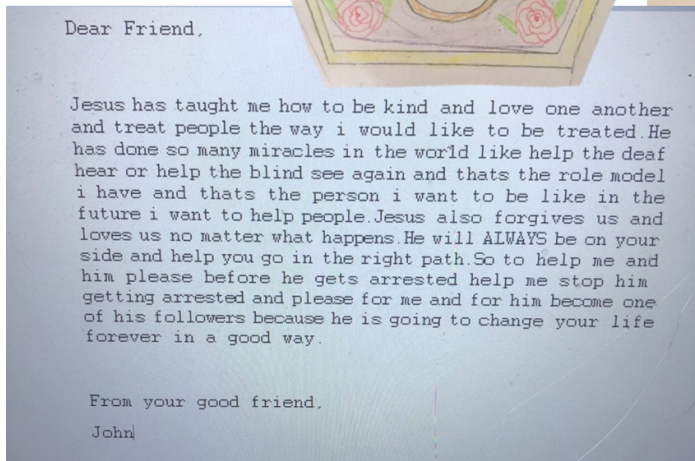 Dear Friend,
Jesus has taught me how to be kind and love one another
and treat people the way i would like to be treated.He
has done so many miracles in the world like help the deaf
hear or help the blind see again and thats the role model
i have and thats the person i want to be like in the
future i want to help people.Jesus also forgives us and
loves us no matter what happens.He will ALWAYS be on your
side and help you go in the right path.So to help me and
him please before he gets arrested help me stop him
getting arrested and please for me and for him become one
of his followers because he is going to change your life
forever in a good way.
From your good friend,
John